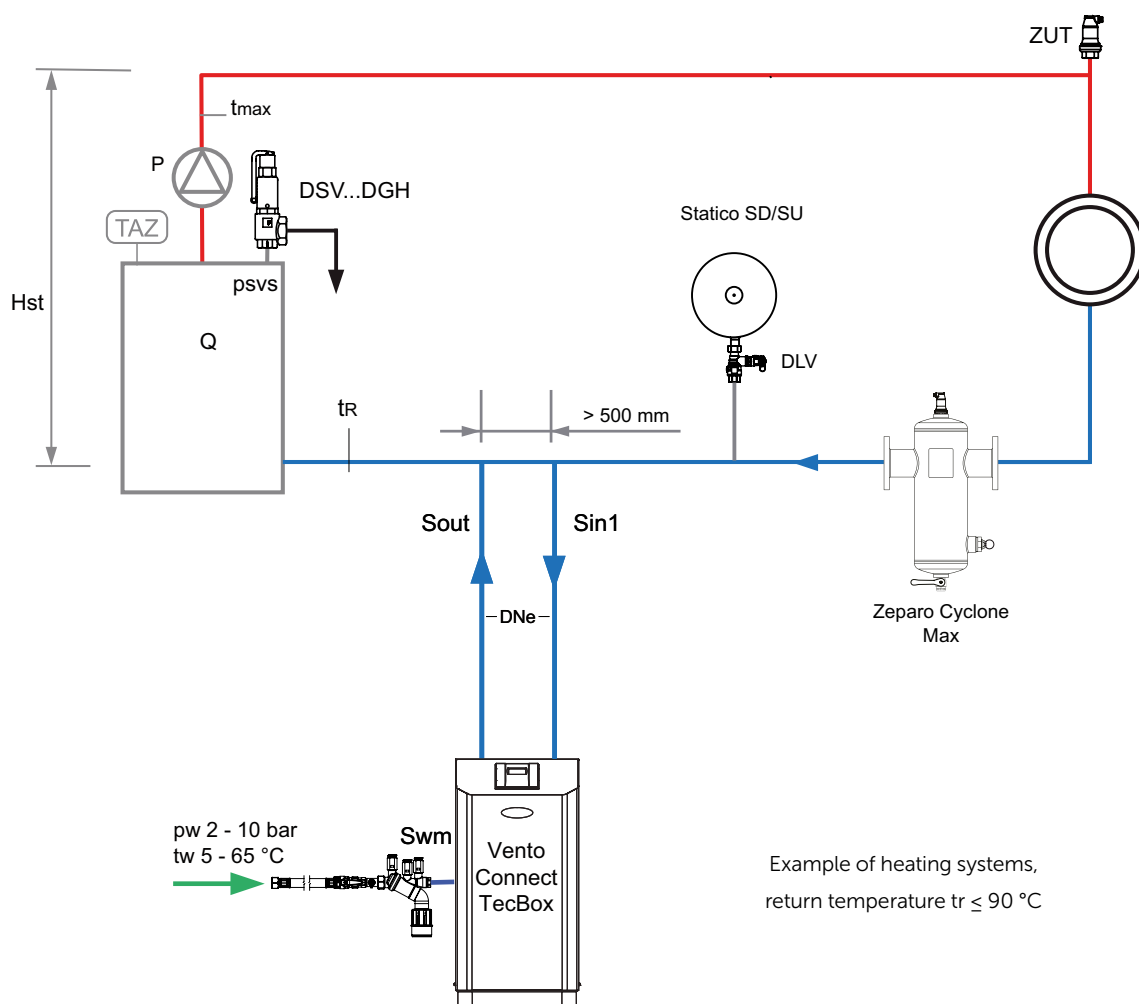 ZUT
tmax
P
DSV...DGH
TAZ
Statico SD/SU
psvs
Hst
Q
DLV
tR
> 500 mm
Sout
Sin1
DNe
Zeparo Cyclone
Max
pw 2 - 10 bar
tw 5 - 65 °C
Swm
Vento
Connect
TecBox
Example of heating systems,
return temperature tr ≤ 90 °C